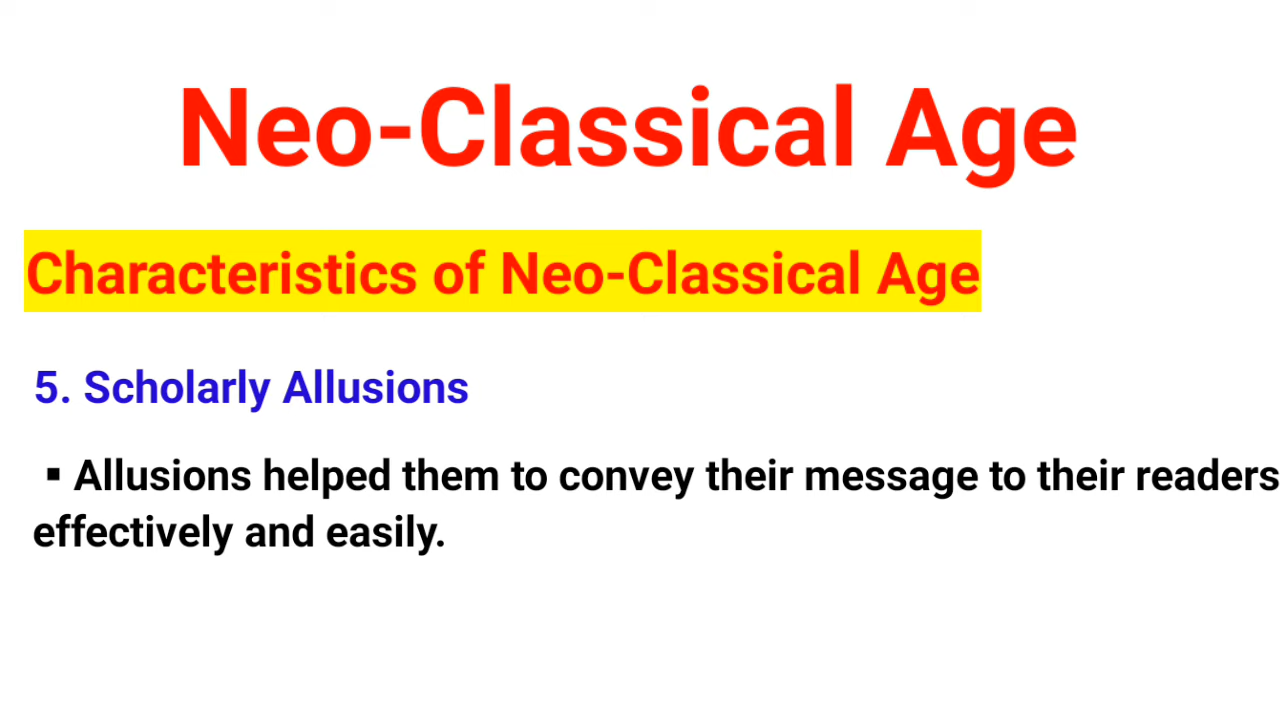 Neo-Classical Age
Characteristics of Neo-Classical Age
5. Scholarly Allusions
▪ Allusions helped them to convey their message to their readers
effectively and easily.